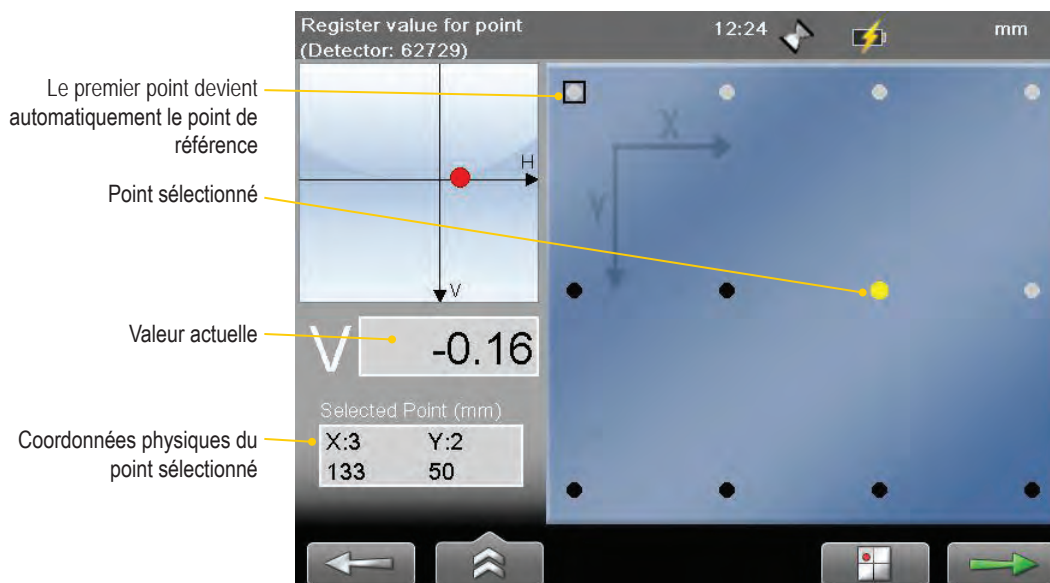 Register value for point
(Detector: 62729)
12:24
mm
Le premier point devient
automatiquement le point de
référence
Point sélectionné
Valeur actuelle
Coordonnées physiques du
point sélectionné
H
V
V
-0.16
Selected Point (mm)
X:3 Y:2
133 50
X
Y